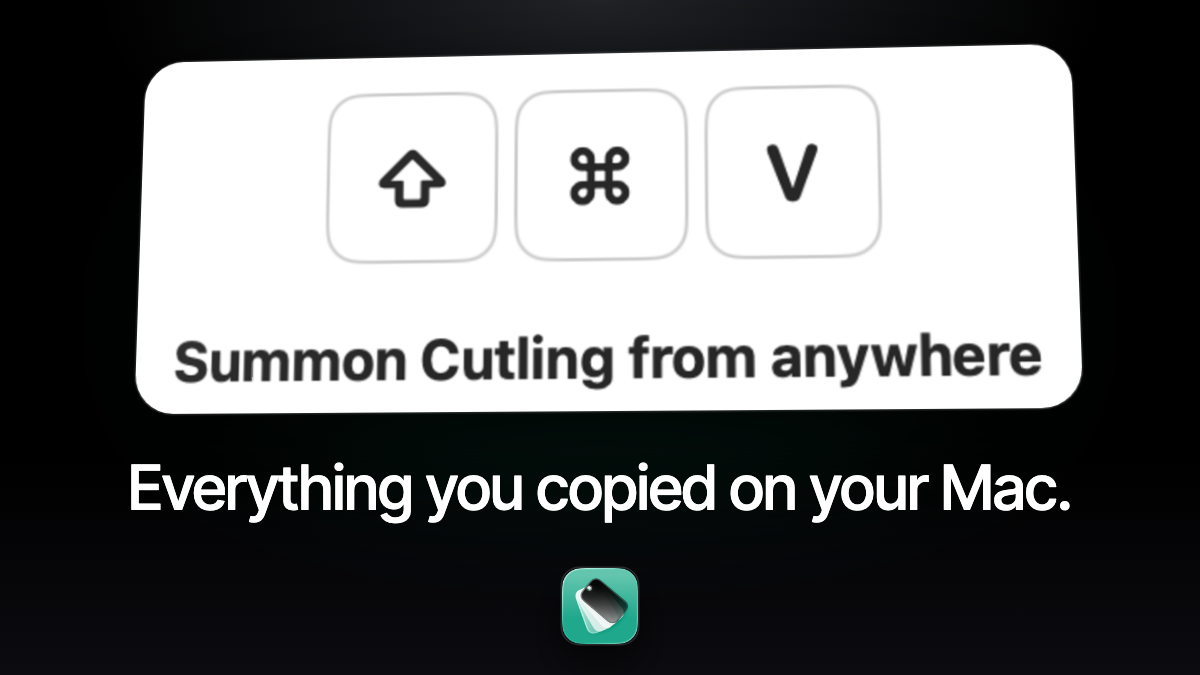 ⇧ ⌘ V
Summon Cutling from anywhere
Everything you copied on your Mac.